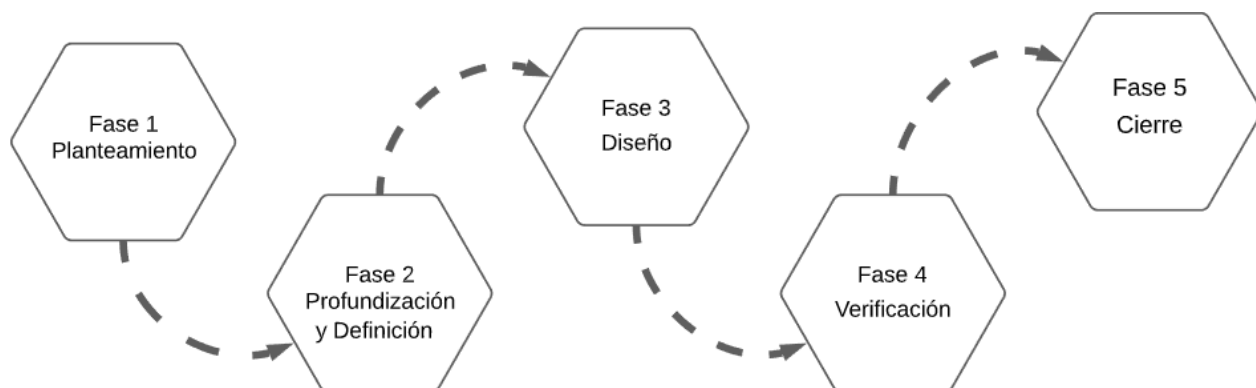 Fase 1
Planteamiento
Fase 2
Profundización
y Definición
Fase 3
Diseño
Fase 4
Verificación
Fase 5
Cierre